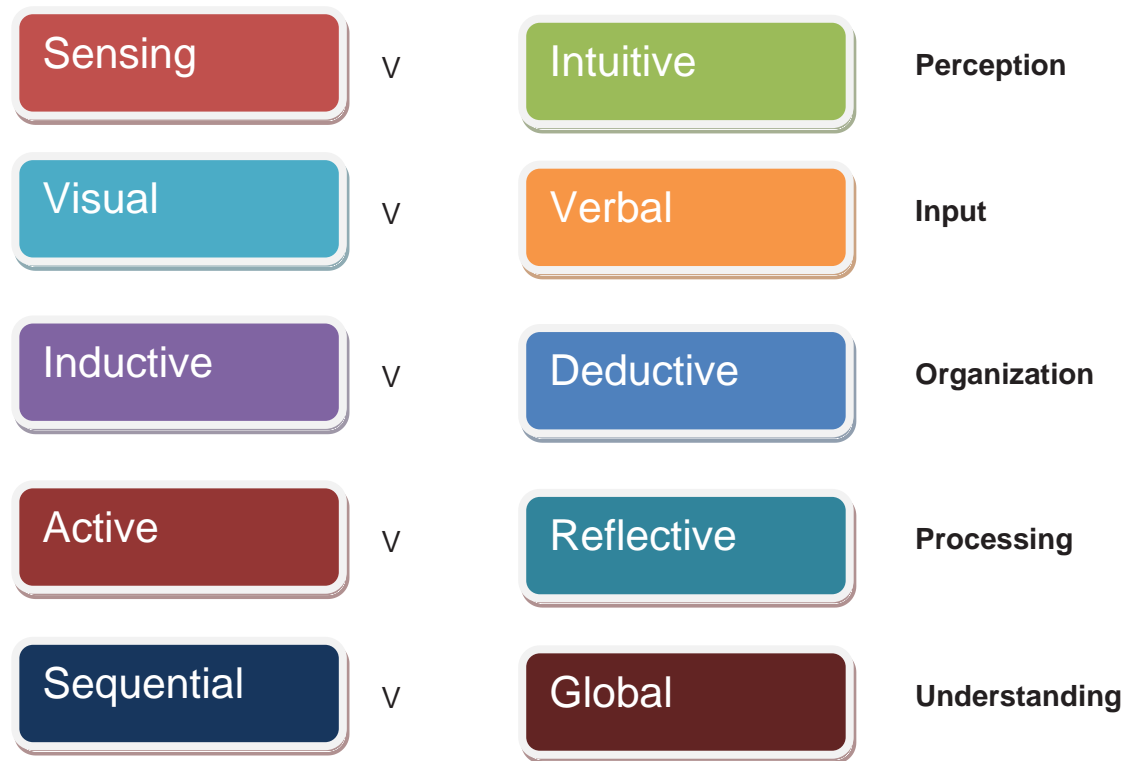 Sensing V Intuitive Perception
Visual V Verbal Input
Inductive V Deductive Organization
Active V Reflective Processing
Sequential V Global Understanding